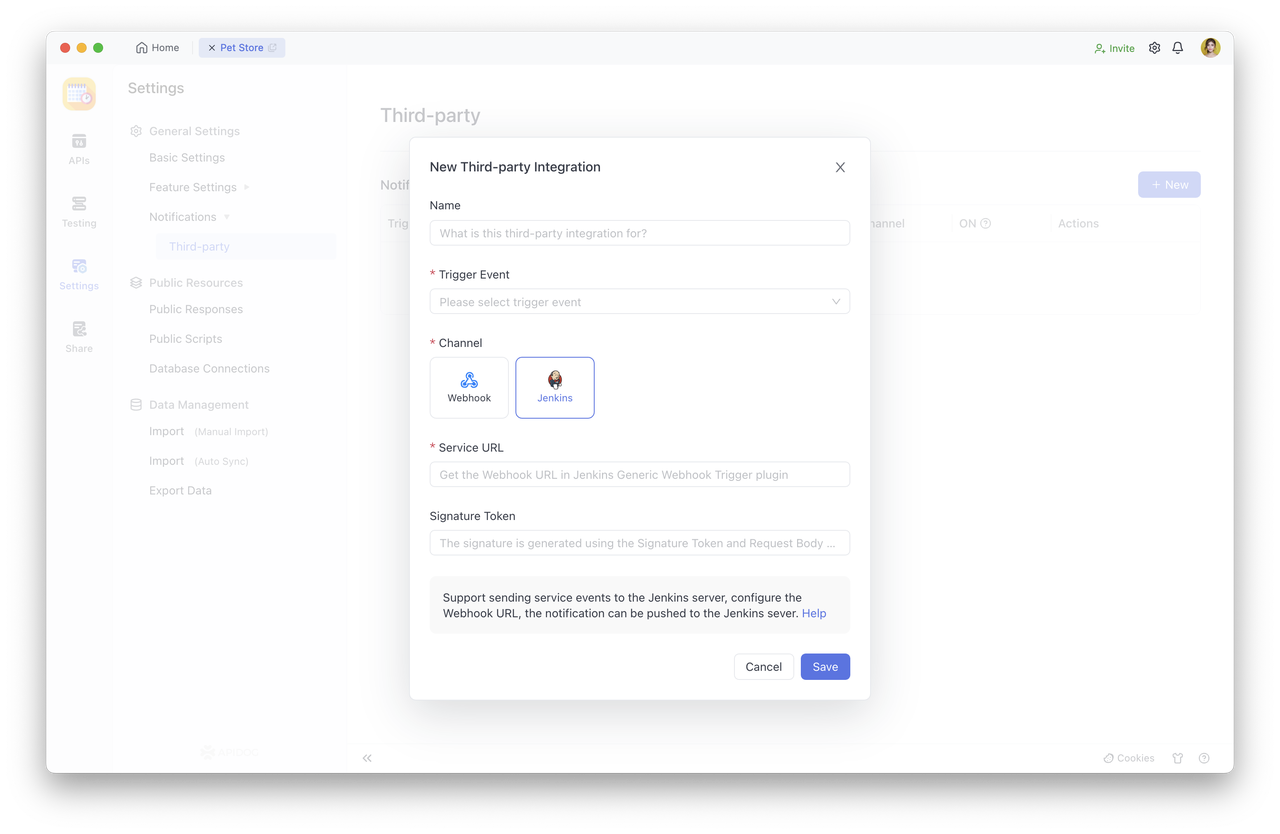 Home
Pet Store
Invite
Settings
APIs
Testing
Settings
Share
General Settings
Basic Settings
Feature Settings
Notifications
Third-party
Public Resources
Public Responses
Public Scripts
Database Connections
Data Management
Import (Manual Import)
Import (Auto Sync)
Export Data
Third-party
+ New
ON
Actions
New Third-party Integration
Name
What is this third-party integration for?
* Trigger Event
Please select trigger event
* Channel
Webhook
Jenkins
* Service URL
Get the Webhook URL in Jenkins Generic Webhook Trigger plugin
Signature Token
The signature is generated using the Signature Token and Request Body ...
Support sending service events to the Jenkins server, configure the
Webhook URL, the notification can be pushed to the Jenkins sever. Help
Cancel
Save
Cookies